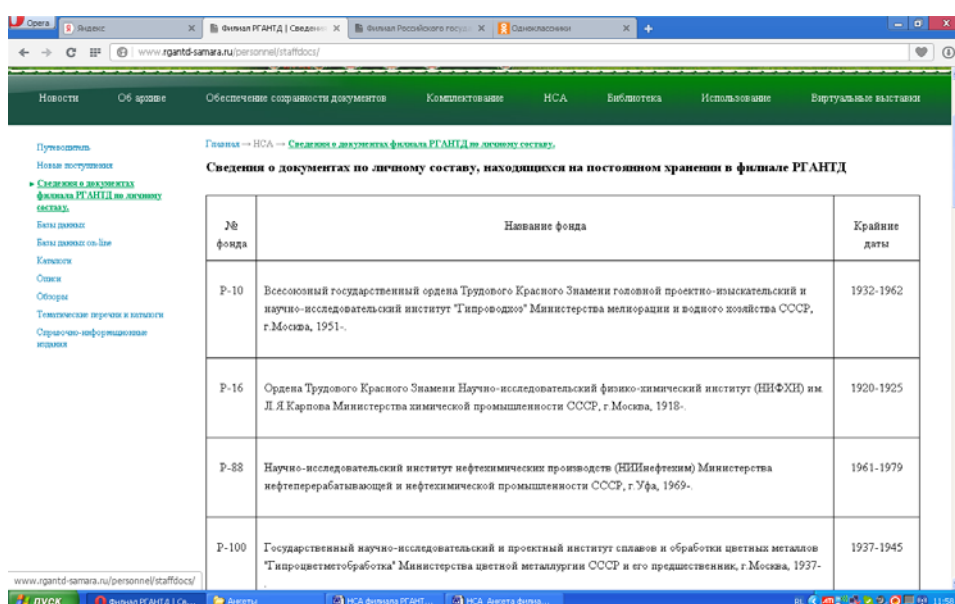 Opera
Яндекс
Филиал РГАНТД | Сведени
Филиал Российского госуд
Одноклассники
www.rgantd-samara.ru/personnel/staffdocs/
Новости Об архиве Обеспечение сохранности документов Комплектование НСА Библиотека Использование Виртуальные выставки
Главная → НСА → Сведения о документах филиала РГАНТД по личному составу.
Путеводитель
Новые поступления
Сведения о документах
филиала РГАНТД по личному
составу.
Базы данных
Базы данных on-line
Каталоги
Описи
Обзоры
Тематические перечни и каталоги
Справочно-информационные
издания
Сведения о документах по личному составу, находящихся на постоянном хранении в филиале РГАНТД
№
фонда
Название фонда
Крайние
даты
Р-10
Всесоюзный государственный ордена Трудового Красного Знамени головной проектно-изыскательский и
научно-исследовательский институт "Гипроводхоз" Министерства мелиорации и водного хозяйства СССР,
г.Москва, 1951-.
1932-1962
Р-16
Ордена Трудового Красного Знамени Научно-исследовательский физико-химический институт (НИФХИ) им.
Л.Я.Карпова Министерства химической промышленности СССР, г.Москва, 1918-.
1920-1925
Р-88
Научно-исследовательский институт нефтехимических производств (НИИнефтехим) Министерства
нефтеперерабатывающей и нефтехимической промышленности СССР, г.Уфа, 1969-.
1961-1979
Р-100
Государственный научно-исследовательский и проектный институт сплавов и обработки цветных металлов
"Гипроцветметобработка" Министерства цветной металлургии СССР и его предшественник, г.Москва, 1937-
.
1937-1945
www.rgantd-samara.ru/personnel/staffdocs/
пуск
Филиал РГАНТД | Св...
Анкеты
НСА филиала РГАНТ...
НСА Анкета филиа...
RL
11:58